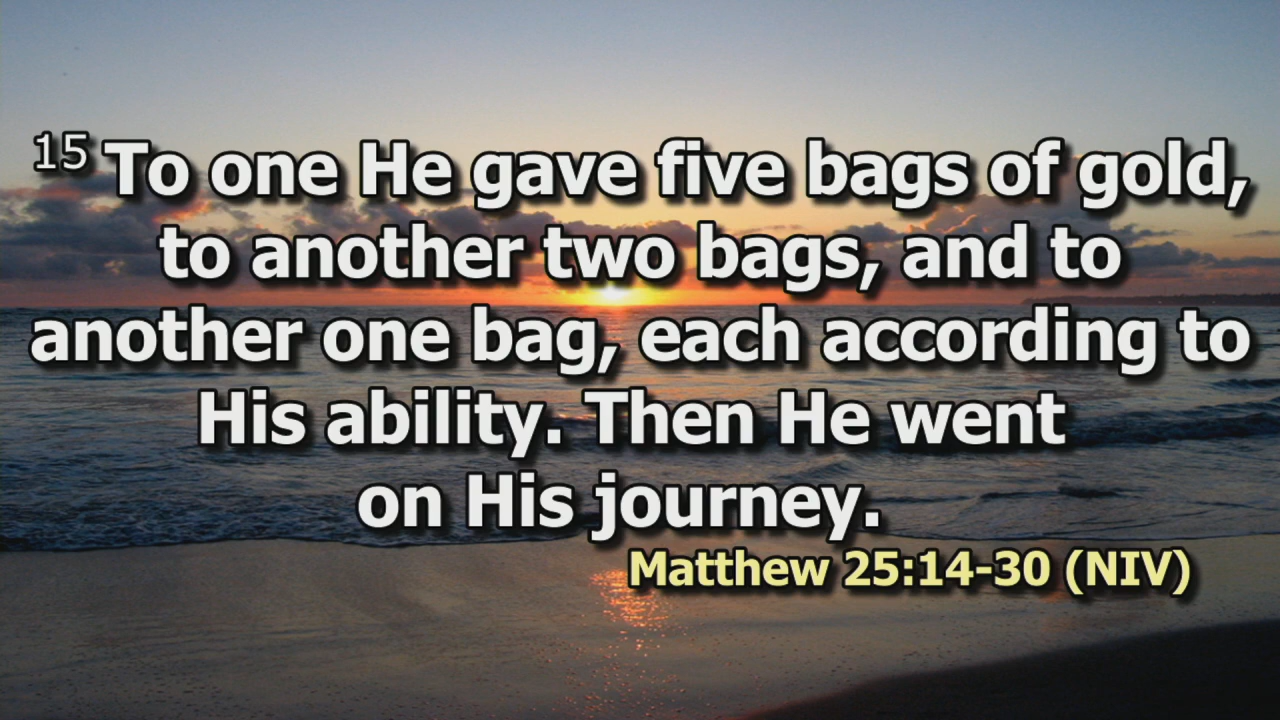 15 To one He gave five bags of gold,
to another two bags, and to
another one bag, each according to
His ability. Then He went
on His journey.
Matthew 25:14-30 (NIV)